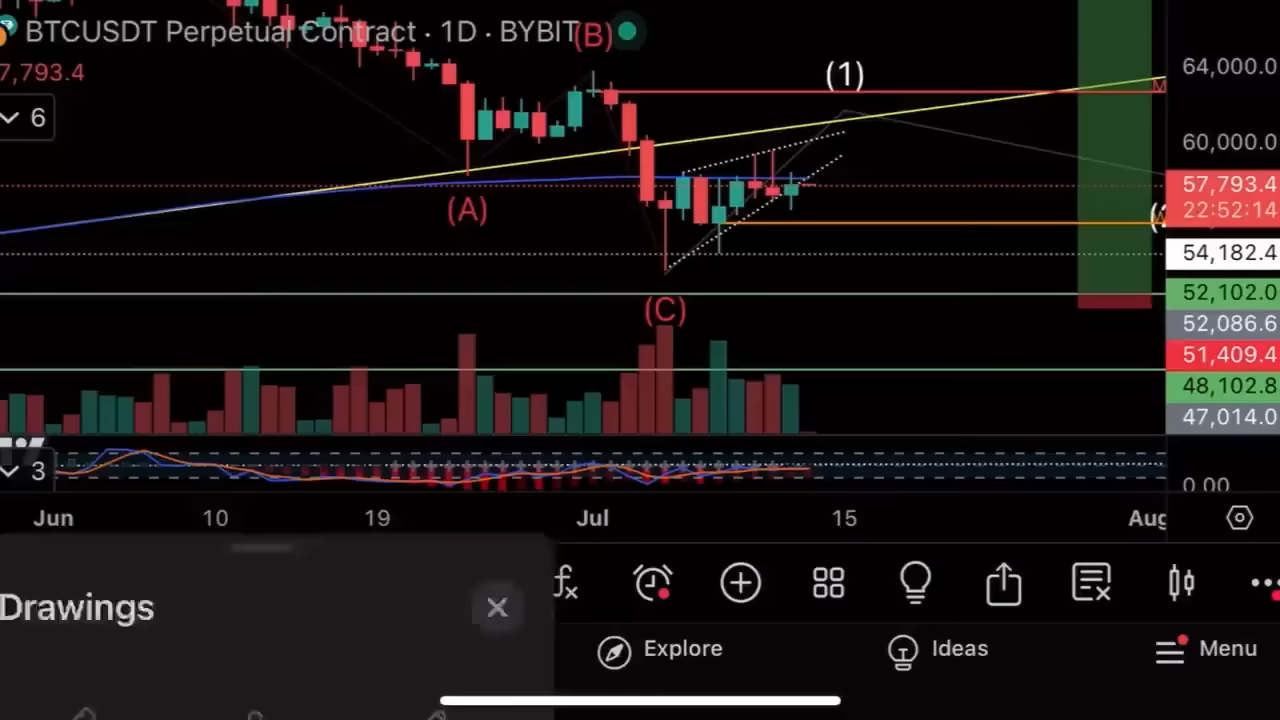 BTCUSDT Perpetual Contract · 1D · BYBIT
(B)
7,793.4
6
(1)
64,000.0
60,000.0
57,793.4
22:52:14
(A)
54,182.4
52,102.0
(C)
52,086.6
51,409.4
48,102.8
47,014.0
3
0.00
Jun 10 19 Jul 15 Aug
Drawings
fx
Explore Ideas Menu